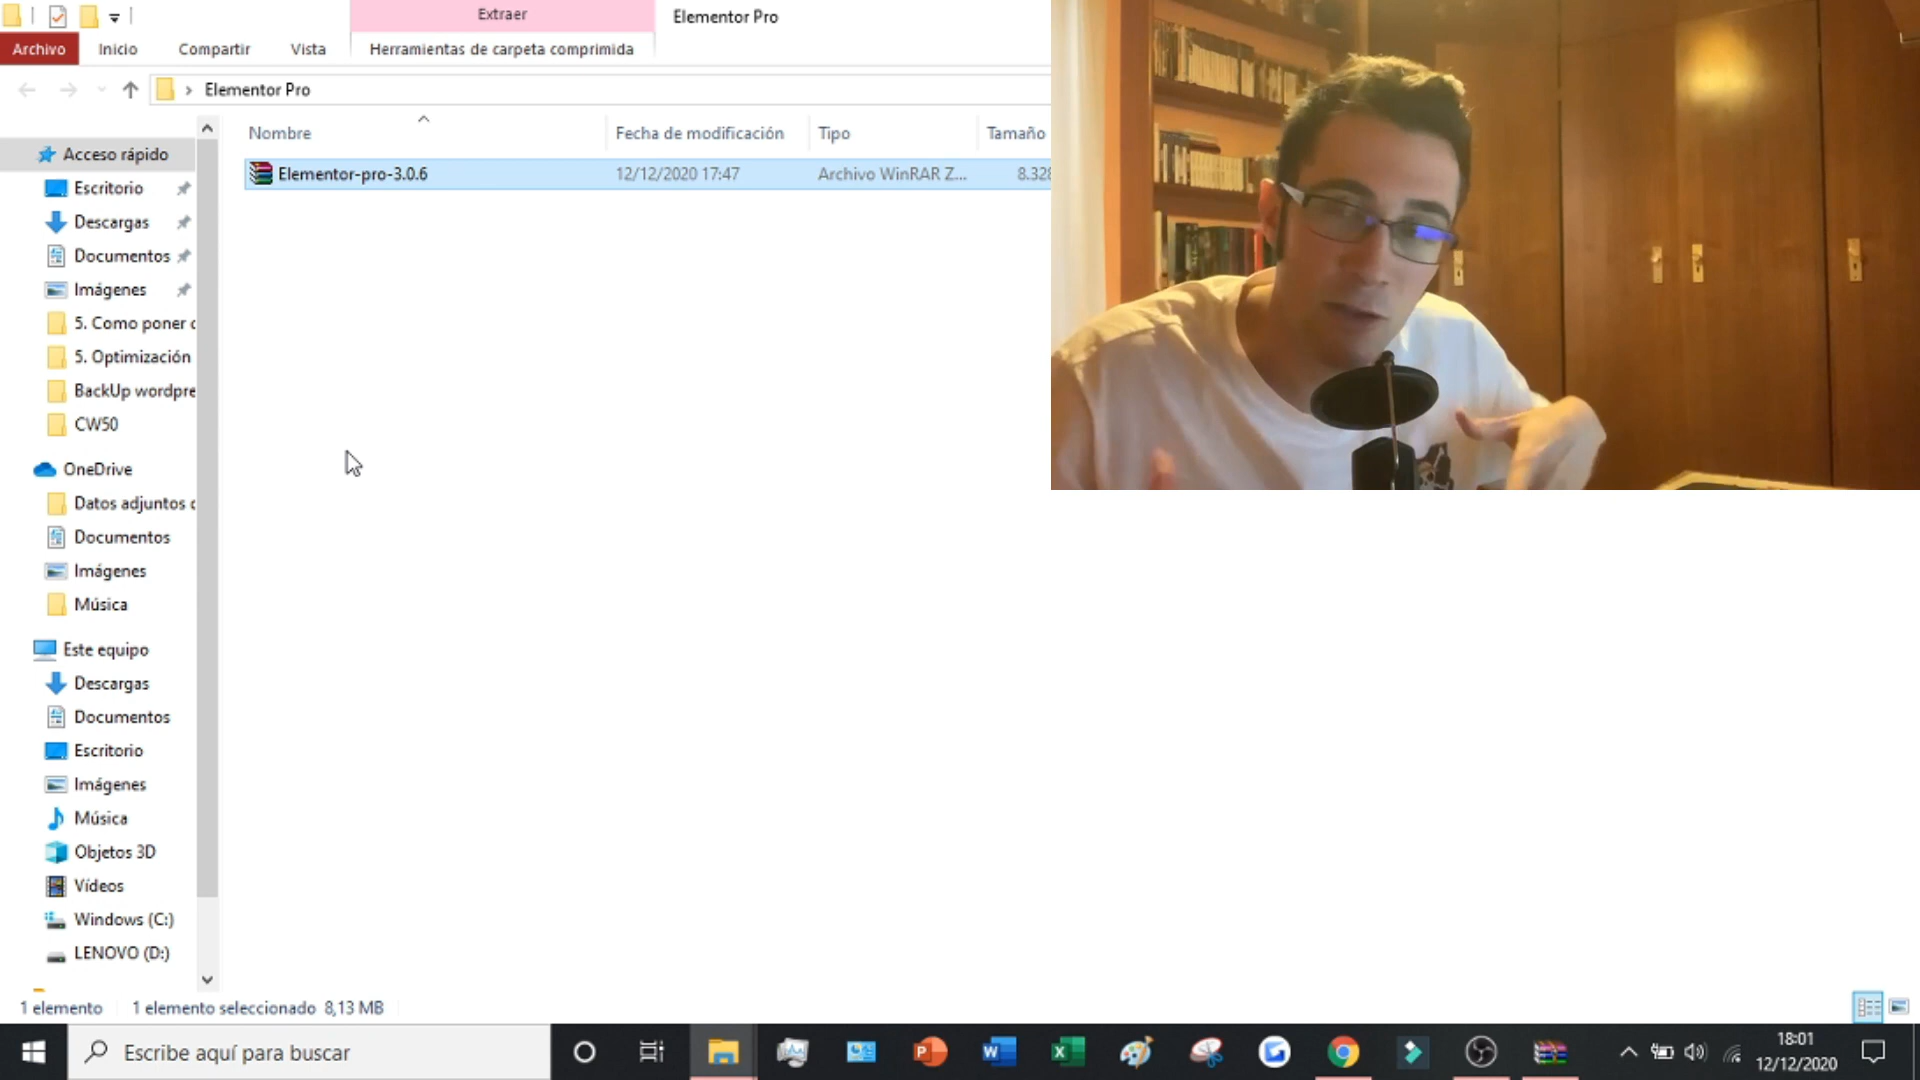 Extraer
Elementor Pro
Archivo
Inicio
Compartir
Vista
Herramientas de carpeta comprimida
Elementor Pro
Nombre
Fecha de modificación
Tipo
Tamaño
Elementor-pro-3.0.6
12/12/2020 17:47
Archivo WinRAR Z...
8.328
Acceso rápido
Escritorio
Descargas
Documentos
Imágenes
5. Como poner c
5. Optimización
BackUp wordpre
CW50
OneDrive
Datos adjuntos c
Documentos
Imágenes
Música
Este equipo
Descargas
Documentos
Escritorio
Imágenes
Música
Objetos 3D
Vídeos
Windows (C:)
LENOVO (D:)
1 elemento
1 elemento seleccionado 8,13 MB
Escribe aquí para buscar
18:01
12/12/2020